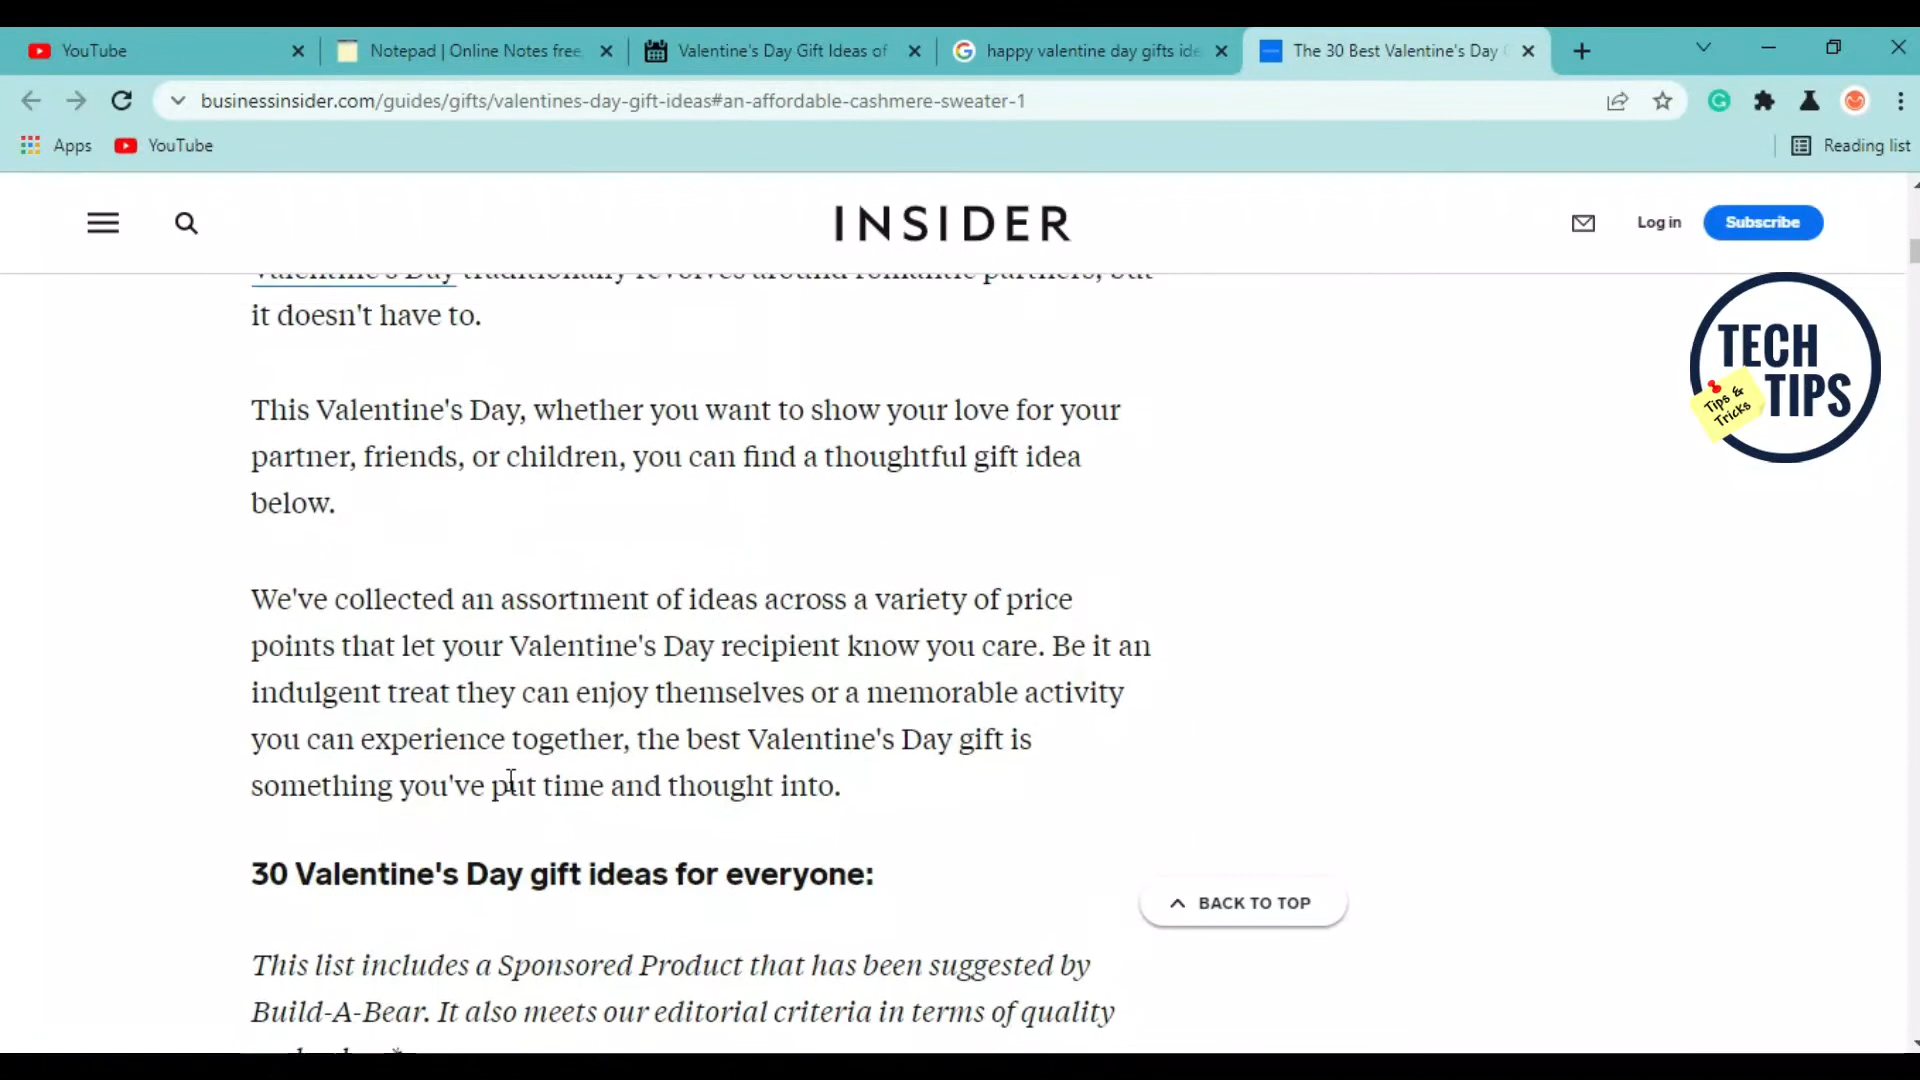 YouTube
Notepad | Online Notes free
Valentine's Day Gift Ideas of
happy valentine day gifts ide
The 30 Best Valentine's Day
businessinsider.com/guides/gifts/valentines-day-gift-ideas#an-affordable-cashmere-sweater-1
Apps
YouTube
Reading list
INSIDER
Log in
Subscribe
Valentine's Day traditionally revolves around romantic partners, but
it doesn't have to.
TECH
TIPS
Tips &
Tricks
This Valentine's Day, whether you want to show your love for your
partner, friends, or children, you can find a thoughtful gift idea
below.
We've collected an assortment of ideas across a variety of price
points that let your Valentine's Day recipient know you care. Be it an
indulgent treat they can enjoy themselves or a memorable activity
you can experience together, the best Valentine's Day gift is
something you've put time and thought into.
30 Valentine's Day gift ideas for everyone:
BACK TO TOP
This list includes a Sponsored Product that has been suggested by
Build-A-Bear. It also meets our editorial criteria in terms of quality